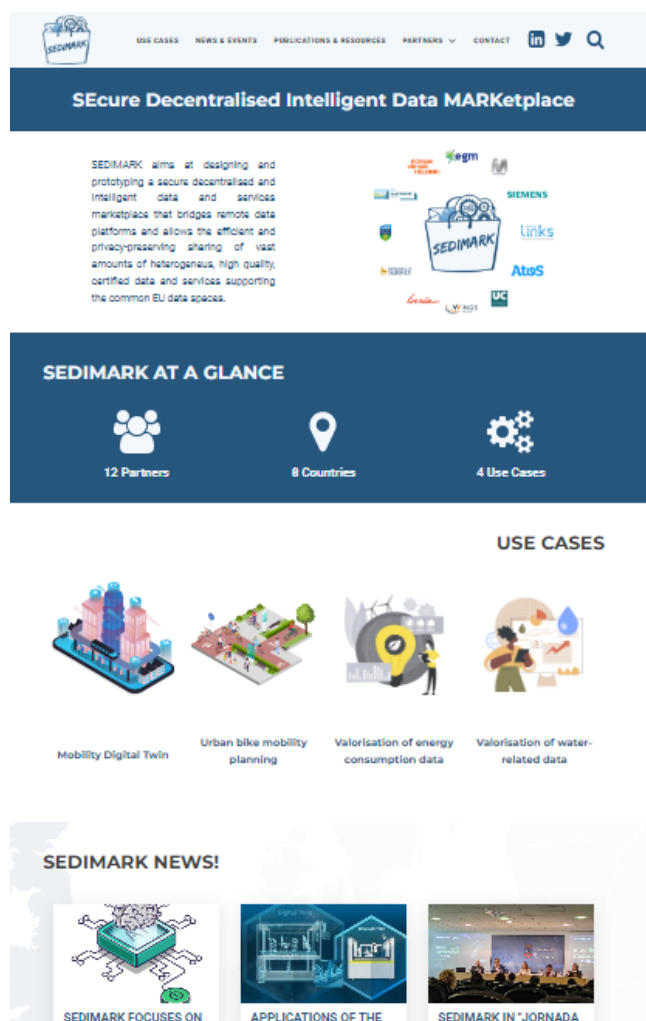 SEDIMARK
USE CASES NEWS & EVENTS PUBLICATIONS & RESOURCES PARTNERS CONTACT
SEcure Decentralised Intelligent Data MARKetplace
SEDIMARK aims at designing and
prototyping a secure decentralised and
intelligent data and services
marketplace that bridges remote data
platforms and allows the efficient and
privacy-preserving sharing of vast
amounts of heterogeneus, high quality,
certified data and services supporting
the common EU data spaces.
egm
SIEMENS
Links
SEDIMARK
AtoS
UC
WINGS
SEDIMARK AT A GLANCE
12 Partners
8 Countries
4 Use Cases
USE CASES
Mobility Digital Twin
Urban bike mobility
planning
Valorisation of energy
consumption data
Valorisation of water-
related data
SEDIMARK NEWS!
Digital Twin
SEDIMARK FOCUSES ON
APPLICATIONS OF THE
SEDIMARK IN "JORNADA